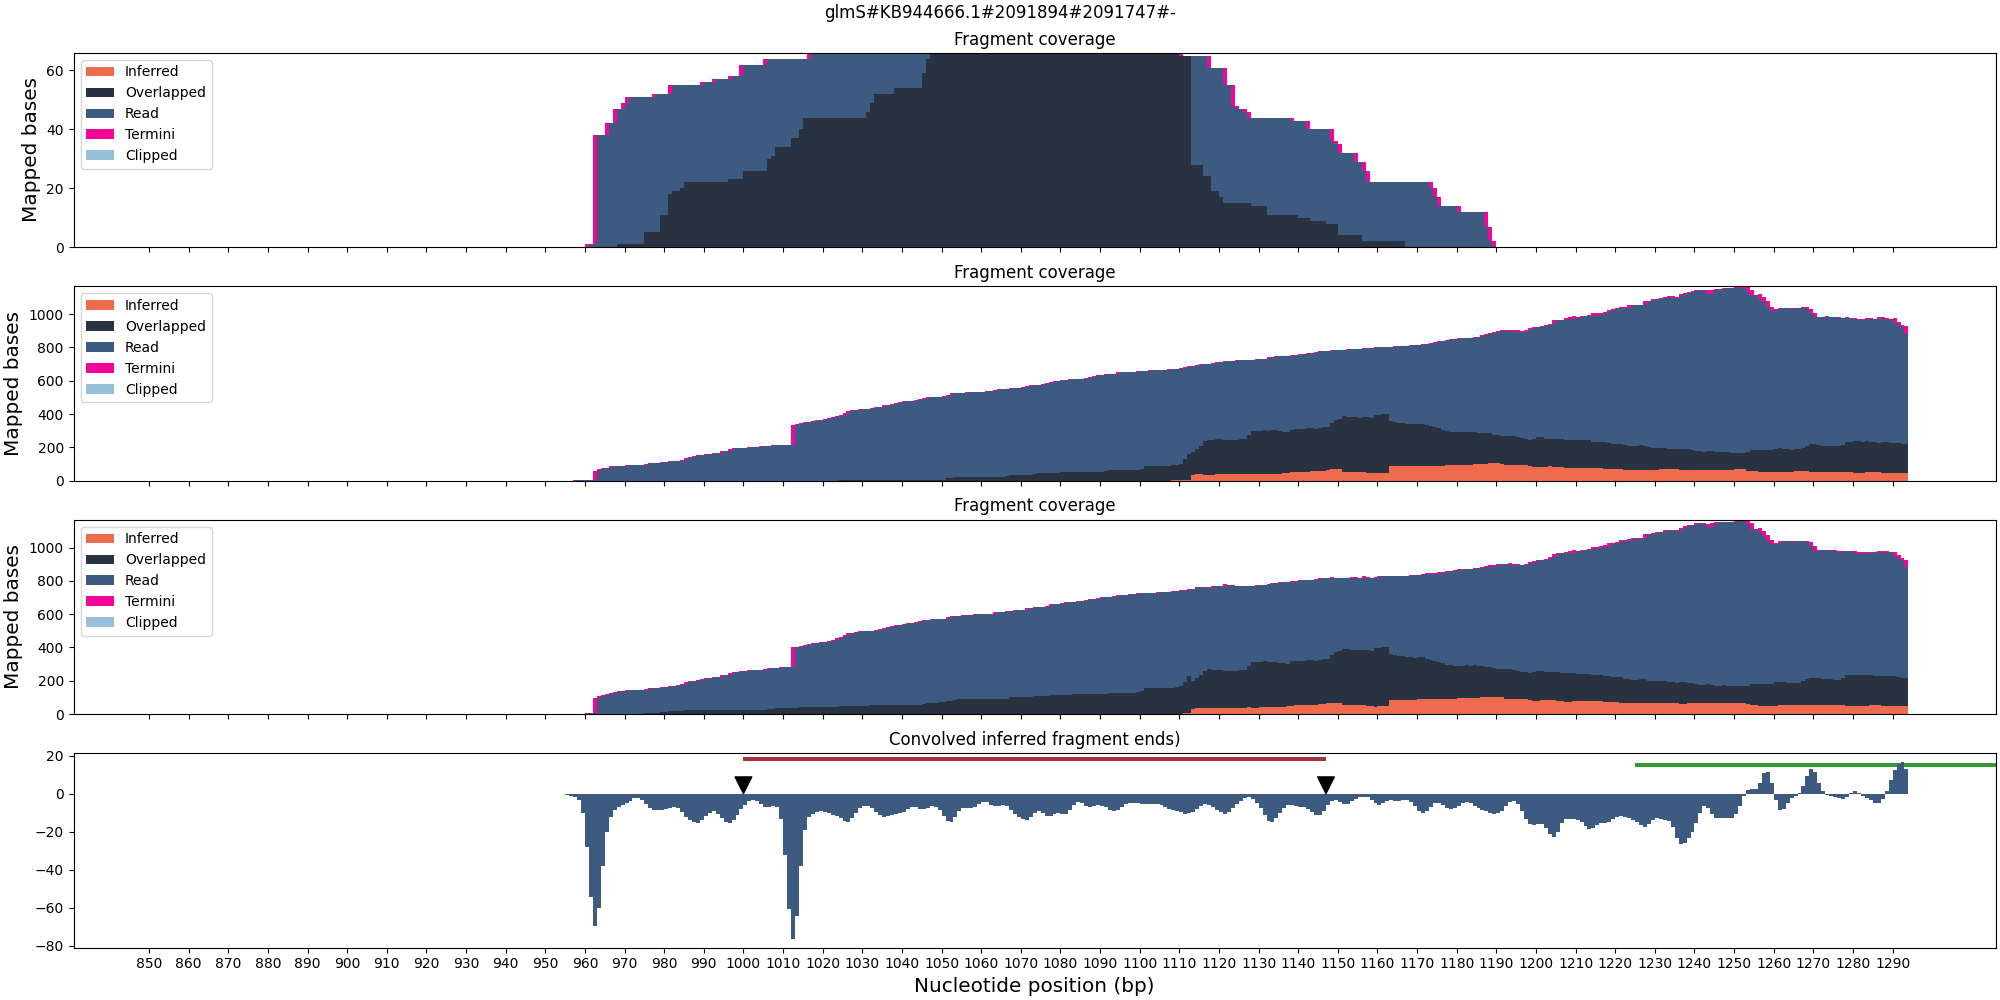 glmS#KB944666.1#2091894#2091747#-
Fragment coverage
Mapped bases
60
40
20
0
Inferred
Overlapped
Read
Termini
Clipped
Fragment coverage
Mapped bases
1000
800
600
400
200
0
Inferred
Overlapped
Read
Termini
Clipped
Fragment coverage
Mapped bases
1000
800
600
400
200
0
Inferred
Overlapped
Read
Termini
Clipped
Convolved inferred fragment ends)
20
0
−20
−40
−60
−80
850 860 870 880 890 900 910 920 930 940 950 960 970 980 990 1000 1010 1020 1030 1040 1050 1060 1070 1080 1090 1100 1110 1120 1130 1140 1150 1160 1170 1180 1190 1200 1210 1220 1230 1240 1250 1260 1270 1280 1290
Nucleotide position (bp)